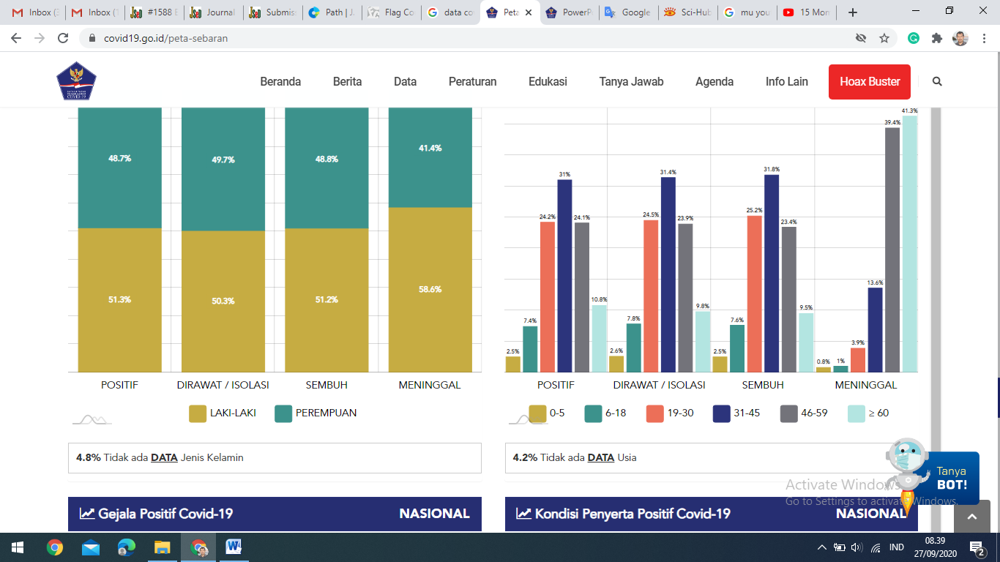 Inbox (
Inbox (
#1588
Journal
Submis
Path | J
Flag Co
data co
Peta
PowerP
Google
Sci-Hub
mu you
15 Mon
covid19.go.id/peta-sebaran
Beranda Berita Data Peraturan Edukasi Tanya Jawab Agenda Info Lain Hoax Buster
48.7% 49.7% 48.8% 41.4%
51.3% 50.3% 51.2% 58.6%
POSITIF DIRAWAT / ISOLASI SEMBUH MENINGGAL
LAKI-LAKI PEREMPUAN
4.8% Tidak ada DATA Jenis Kelamin
2.5% 7.4% 24.2% 31% 24.1% 10.8%
2.6% 7.8% 24.5% 31.4% 23.9% 9.8%
2.5% 7.6% 25.2% 31.8% 23.4% 9.5%
0.8% 1% 3.9% 13.6% 39.4% 41.3%
POSITIF DIRAWAT / ISOLASI SEMBUH MENINGGAL
0-5 6-18 19-30 31-45 46-59 ≥ 60
4.2% Tidak ada DATA Usia
Tanya
BOT!
Activate Windows
Go to Settings to activate Windows.
Gejala Positif Covid-19 NASIONAL
Kondisi Penyerta Positif Covid-19 NASIONAL
IND
08.39
27/09/2020
2